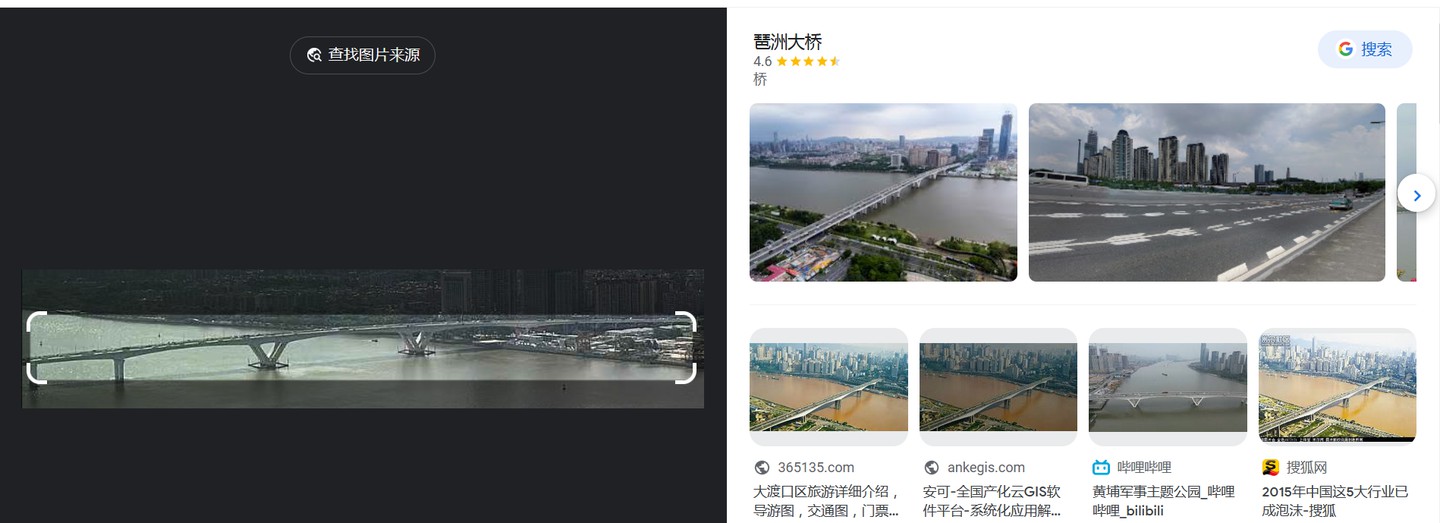 查找图片来源
琵洲大桥
4.6
桥
搜索
365135.com
大渡口区旅游详细介绍，
导游图，交通图，门票...
ankegis.com
安可-全国产化云GIS软
件平台-系统化应用解...
哔哩哔哩
黄埔军事主题公园_哔哩
哔哩_bilibili
搜狐网
2015年中国这5大行业已
成泡沫-搜狐